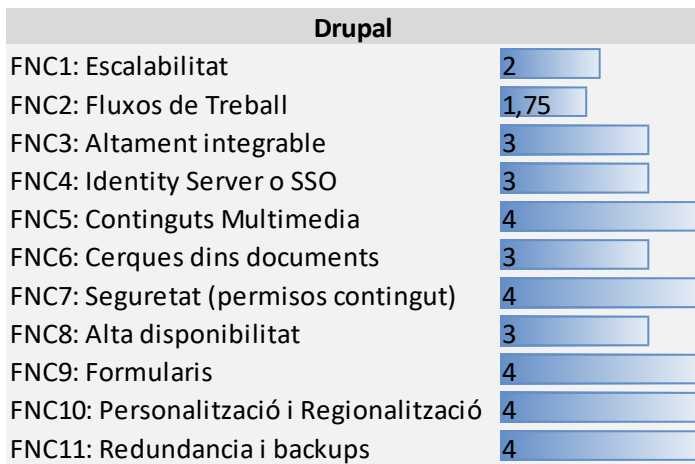 Drupal
FNC1: Escalabilitat 2
FNC2: Fluxos de Treball 1,75
FNC3: Altament integrable 3
FNC4: Identity Server o SSO 3
FNC5: Continguts Multimedia 4
FNC6: Cerques dins documents 3
FNC7: Seguretat (permisos contingut) 4
FNC8: Alta disponibilitat 3
FNC9: Formularis 4
FNC10: Personalització i Regionalització 4
FNC11: Redundancia i backups 4